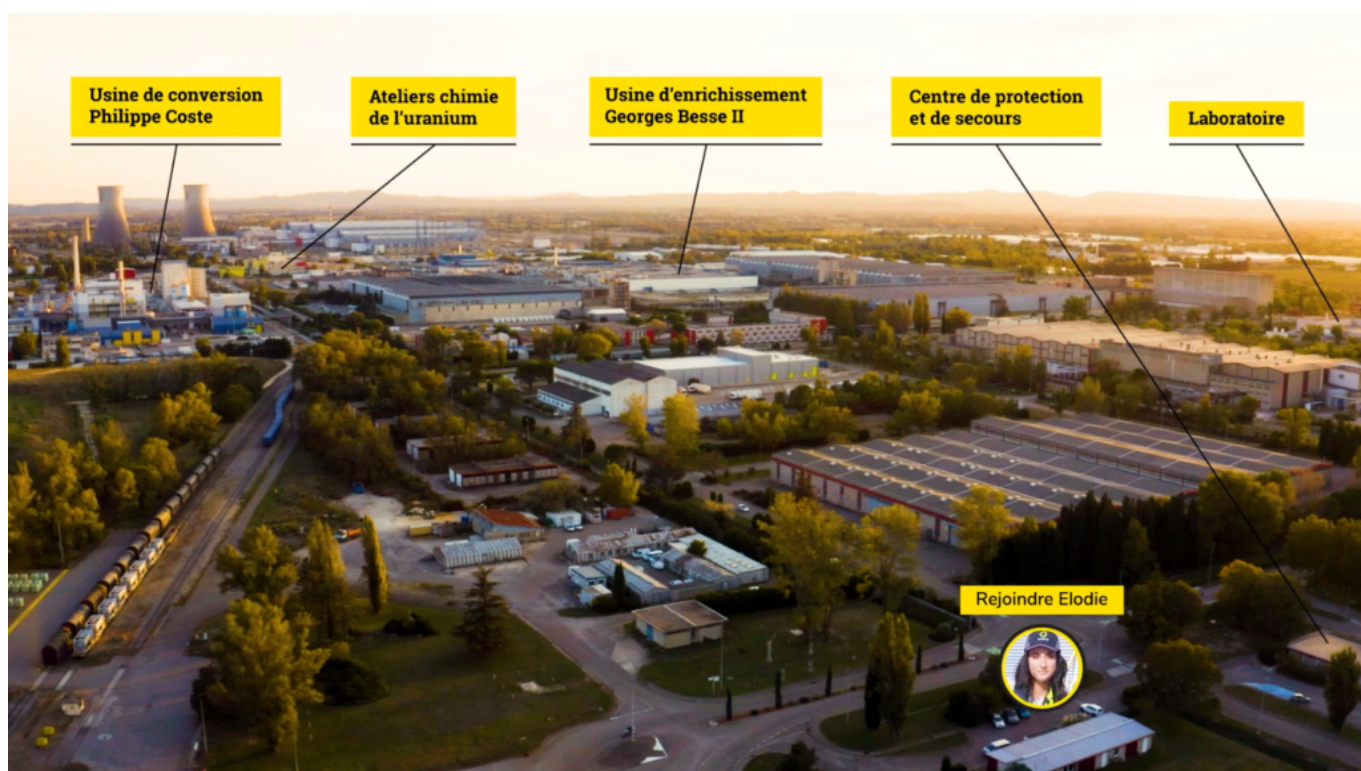 Usine de conversion
Philippe Coste
Ateliers chimie
de l'uranium
Usine d'enrichissement
Georges Besse II
Centre de protection
et de secours
Laboratoire
Rejoindre Elodie